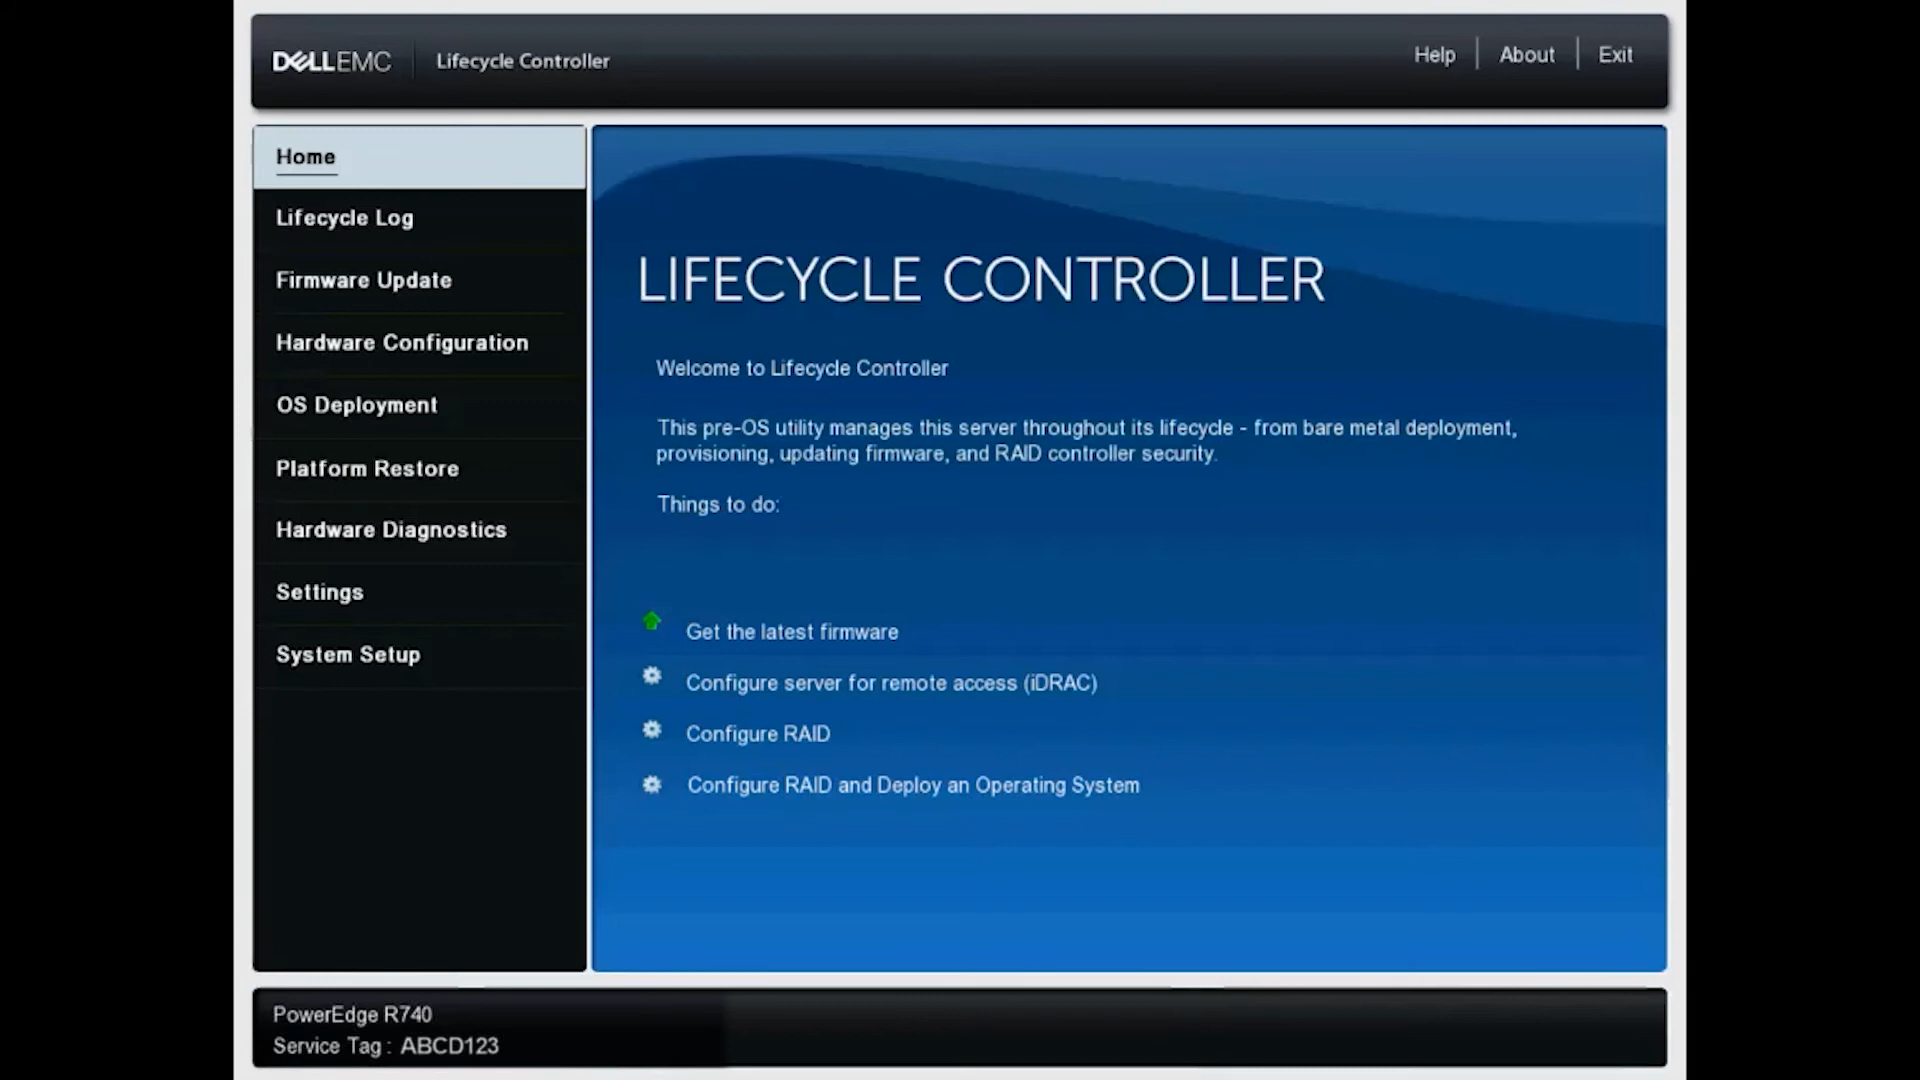 DELLEMC
Lifecycle Controller
Help
About
Exit
Home
Lifecycle Log
Firmware Update
Hardware Configuration
OS Deployment
Platform Restore
Hardware Diagnostics
Settings
System Setup
LIFECYCLE CONTROLLER
Welcome to Lifecycle Controller
This pre-OS utility manages this server throughout its lifecycle - from bare metal deployment,
provisioning, updating firmware, and RAID controller security.
Things to do:
Get the latest firmware
Configure server for remote access (iDRAC)
Configure RAID
Configure RAID and Deploy an Operating System
PowerEdge R740
Service Tag : ABCD123